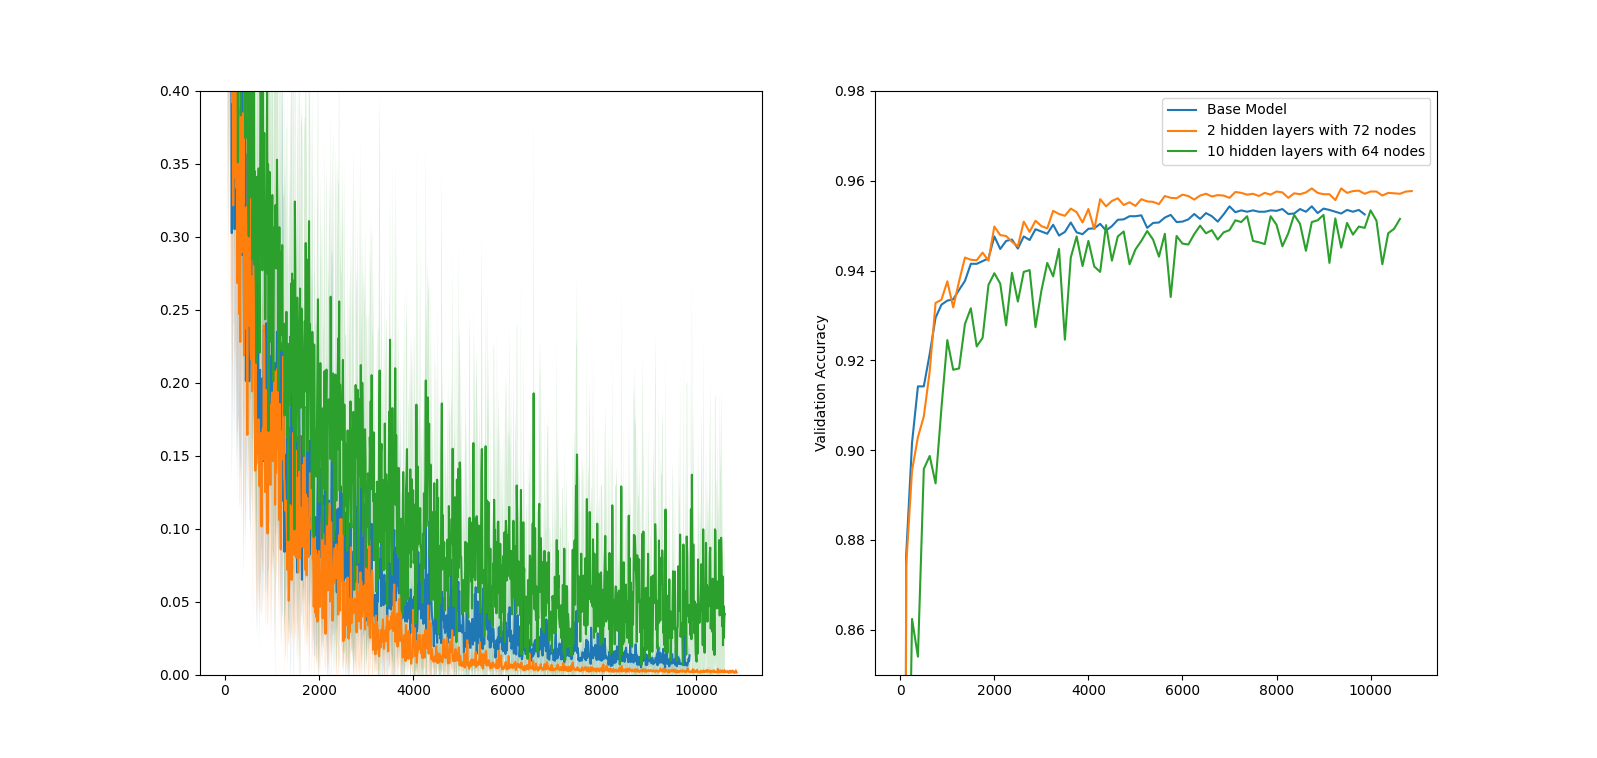 0.40
0.35
0.30
0.25
0.20
0.15
0.10
0.05
0.00
0 2000 4000 6000 8000 10000
Validation Accuracy
0.98
0.96
0.94
0.92
0.90
0.88
0.86
0 2000 4000 6000 8000 10000
Base Model
2 hidden layers with 72 nodes
10 hidden layers with 64 nodes